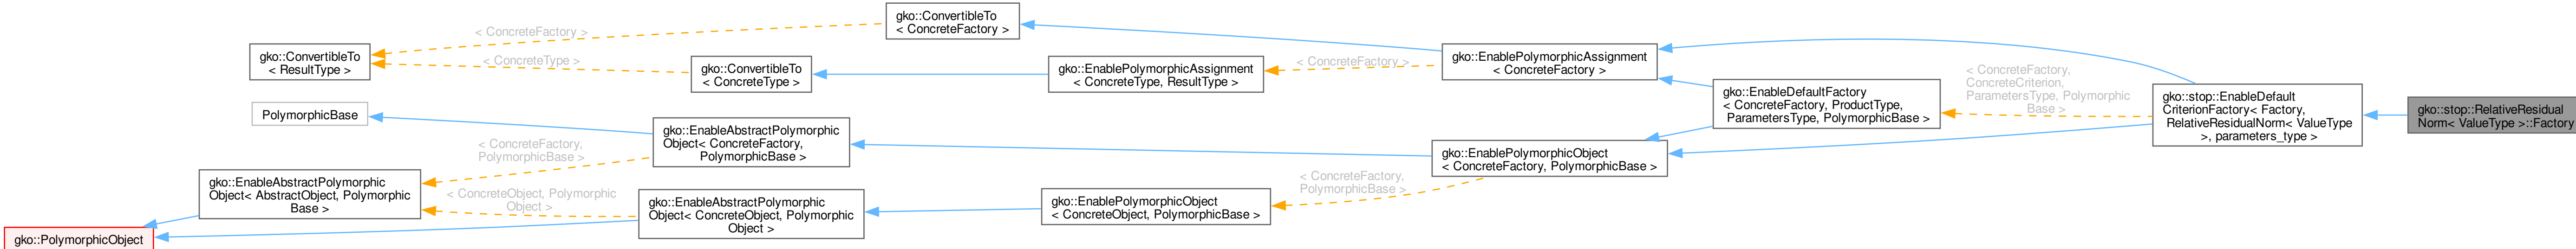 gko::ConvertibleTo
< ConcreteFactory >
< ConcreteFactory >
gko::ConvertibleTo
< ResultType >
< ConcreteType >
gko::ConvertibleTo
< ConcreteType >
gko::EnablePolymorphicAssignment
< ConcreteType, ResultType >
< ConcreteFactory >
gko::EnablePolymorphicAssignment
< ConcreteFactory >
gko::EnableDefaultFactory
< ConcreteFactory, ProductType,
ParametersType, PolymorphicBase >
< ConcreteFactory,
ConcreteCriterion,
ParametersType, Polymorphic
Base >
gko::stop::EnableDefault
CriterionFactory< Factory,
RelativeResidualNorm< ValueType
>, parameters_type >
gko::stop::RelativeResidual
Norm< ValueType >::Factory
PolymorphicBase
gko::EnableAbstractPolymorphic
Object< ConcreteFactory,
PolymorphicBase >
< ConcreteFactory,
PolymorphicBase >
gko::EnablePolymorphicObject
< ConcreteFactory, PolymorphicBase >
gko::EnableAbstractPolymorphic
Object< AbstractObject, Polymorphic
Base >
< ConcreteObject, Polymorphic
Object >
gko::EnableAbstractPolymorphic
Object< ConcreteObject, Polymorphic
Object >
gko::EnablePolymorphicObject
< ConcreteObject, PolymorphicBase >
< ConcreteFactory,
PolymorphicBase >
gko::PolymorphicObject